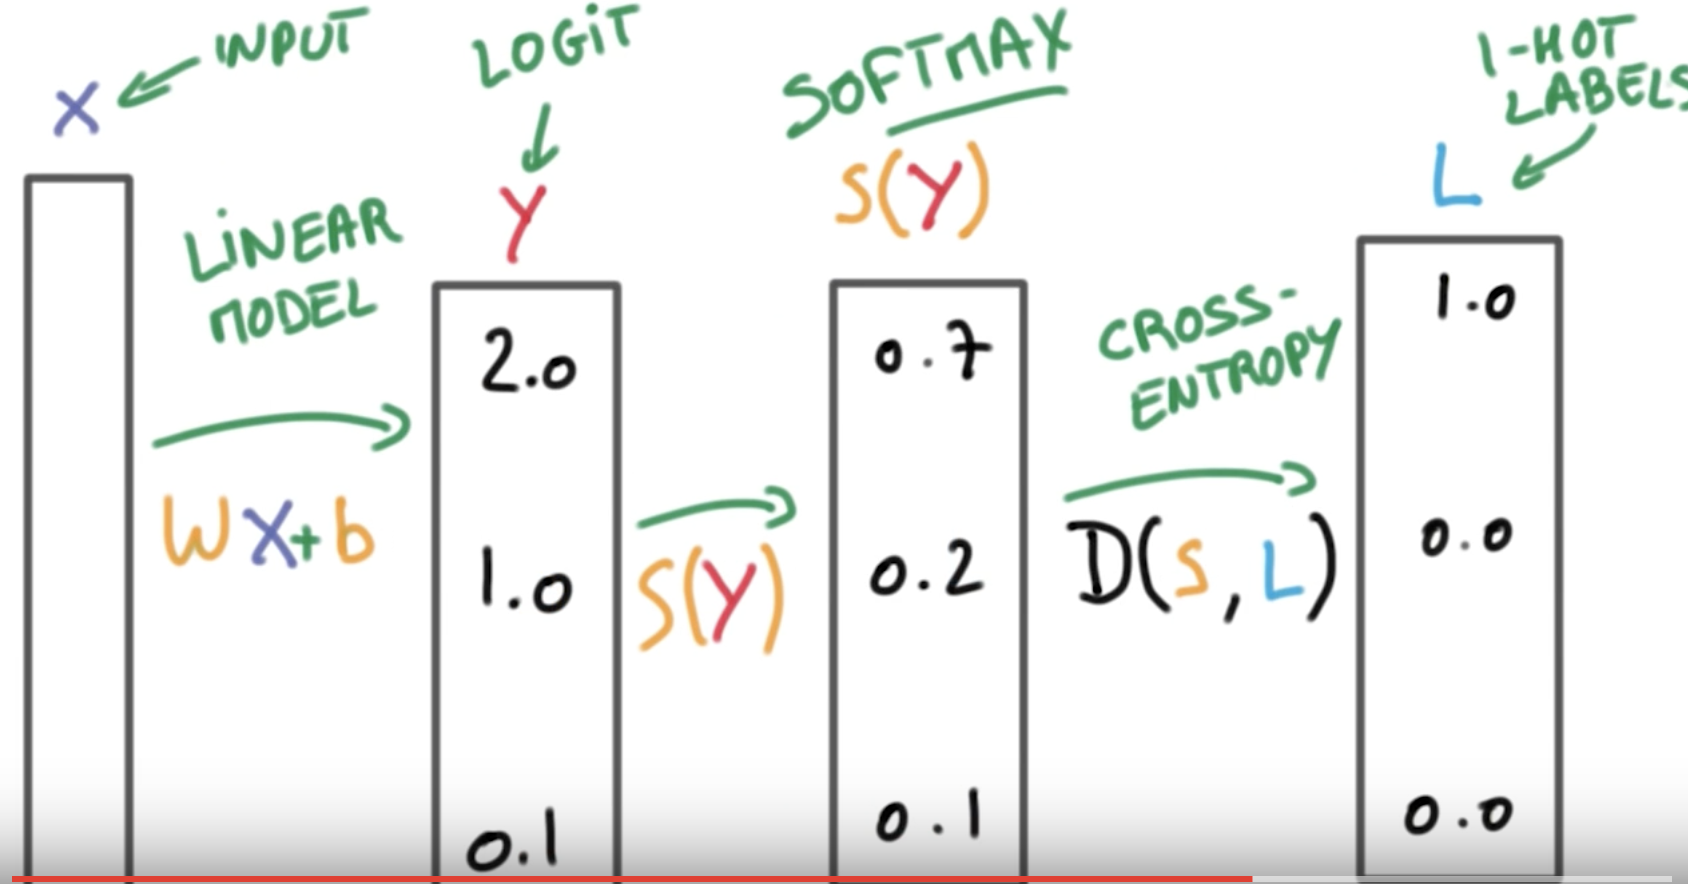 INPUT
X
LOGIT
Y
SOFTMAX
S(Y)
1-HOT
LABELS
L
LINEAR
MODEL
WX+b
2.0
1.0
0.1
S(Y)
0.7
0.2
0.1
CROSS-
ENTROPY
D(S,L)
1.0
0.0
0.0